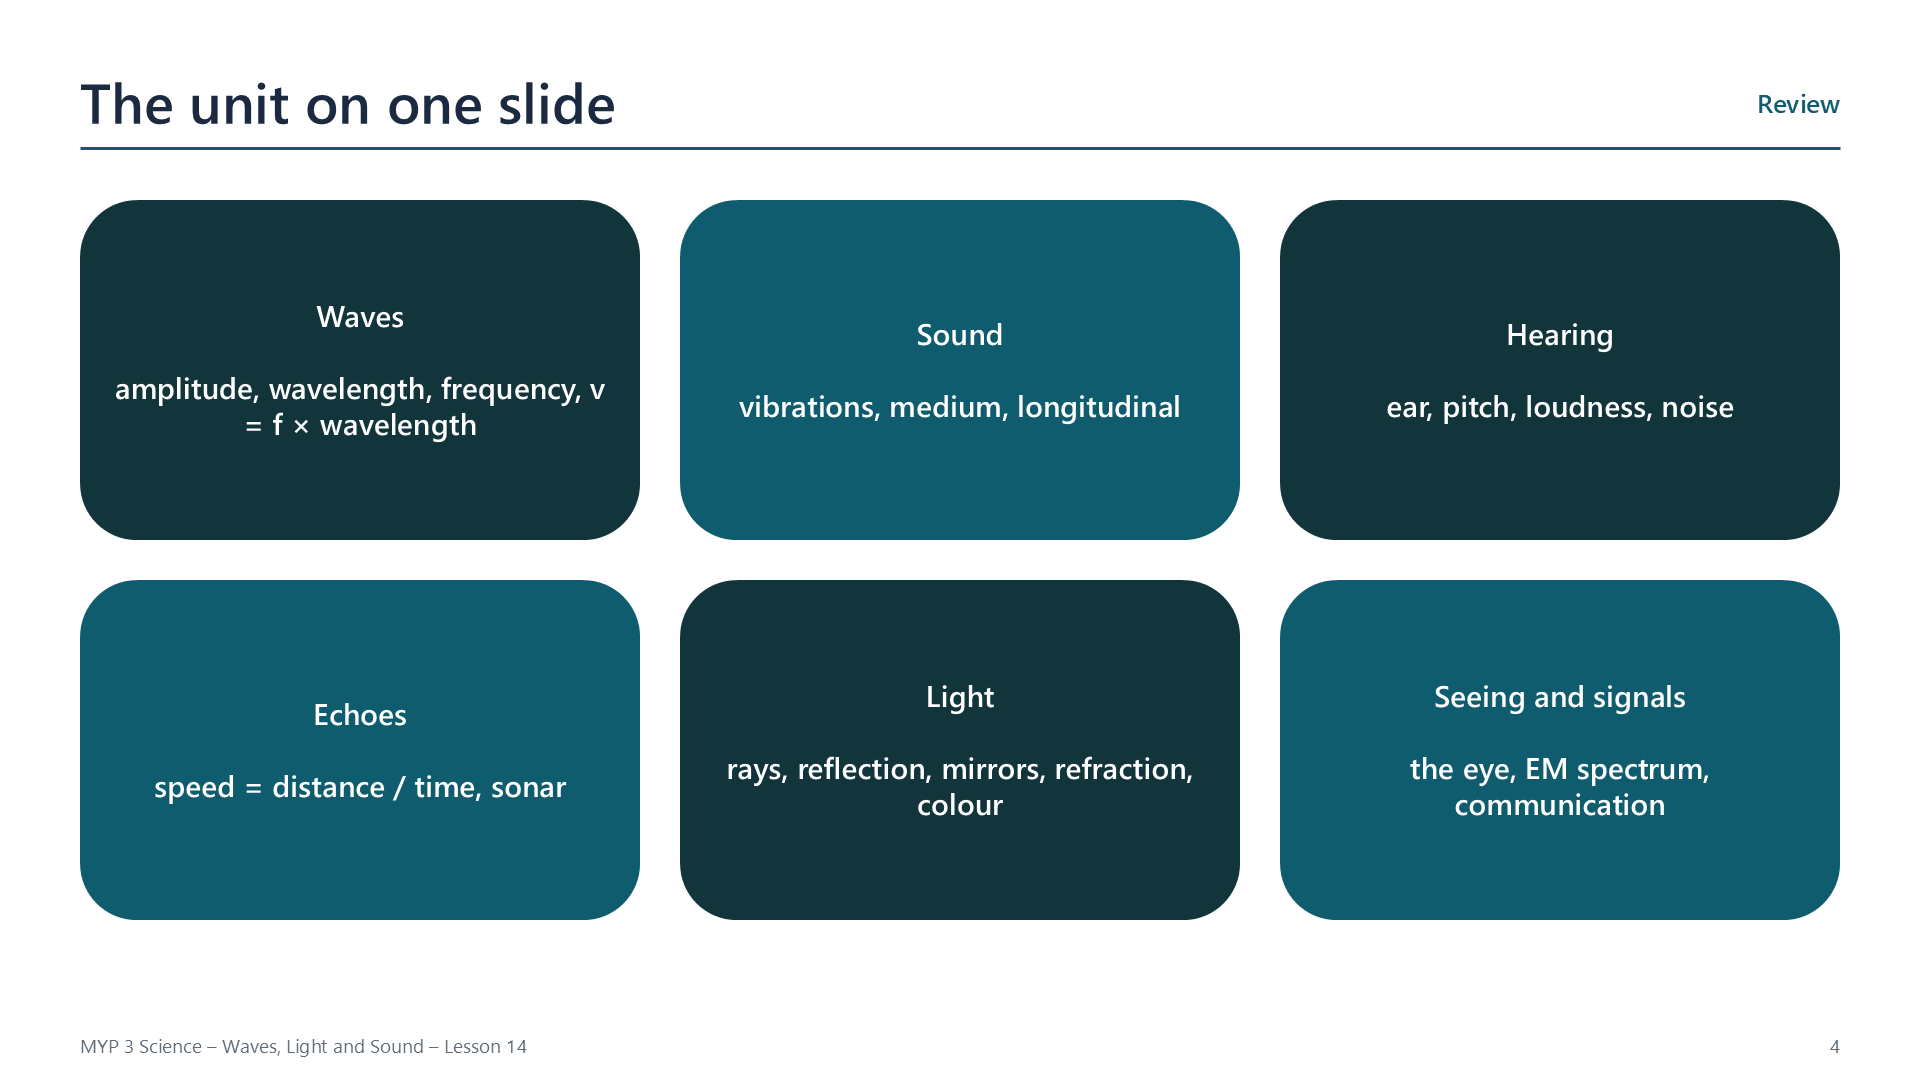 The unit on one slide
Review
Waves
amplitude, wavelength, frequency, v
= f × wavelength
Sound
vibrations, medium, longitudinal
Hearing
ear, pitch, loudness, noise
Echoes
speed = distance / time, sonar
Light
rays, reflection, mirrors, refraction,
colour
Seeing and signals
the eye, EM spectrum,
communication
MYP 3 Science – Waves, Light and Sound – Lesson 14
4